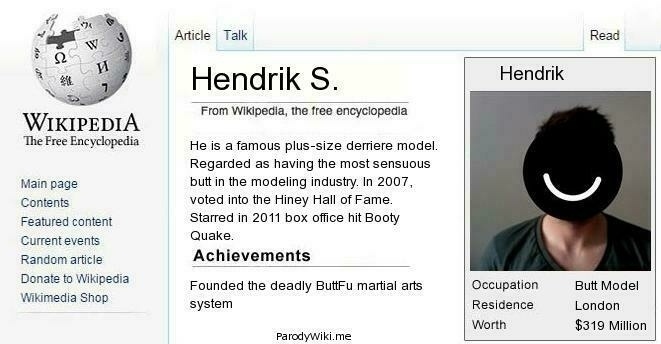 Ω W И 維
WIKIPEDIA
The Free Encyclopedia
Main page
Contents
Featured content
Current events
Random article
Donate to Wikipedia
Wikimedia Shop
Article Talk Read
Hendrik S.
From Wikipedia, the free encyclopedia
He is a famous plus-size derriere model.
Regarded as having the most sensuous
butt in the modeling industry. In 2007,
voted into the Hiney Hall of Fame.
Starred in 2011 box office hit Booty
Quake.
Achievements
Founded the deadly ButtFu martial arts
system
ParodyWiki.me
Hendrik
Occupation Butt Model
Residence London
Worth $319 Million